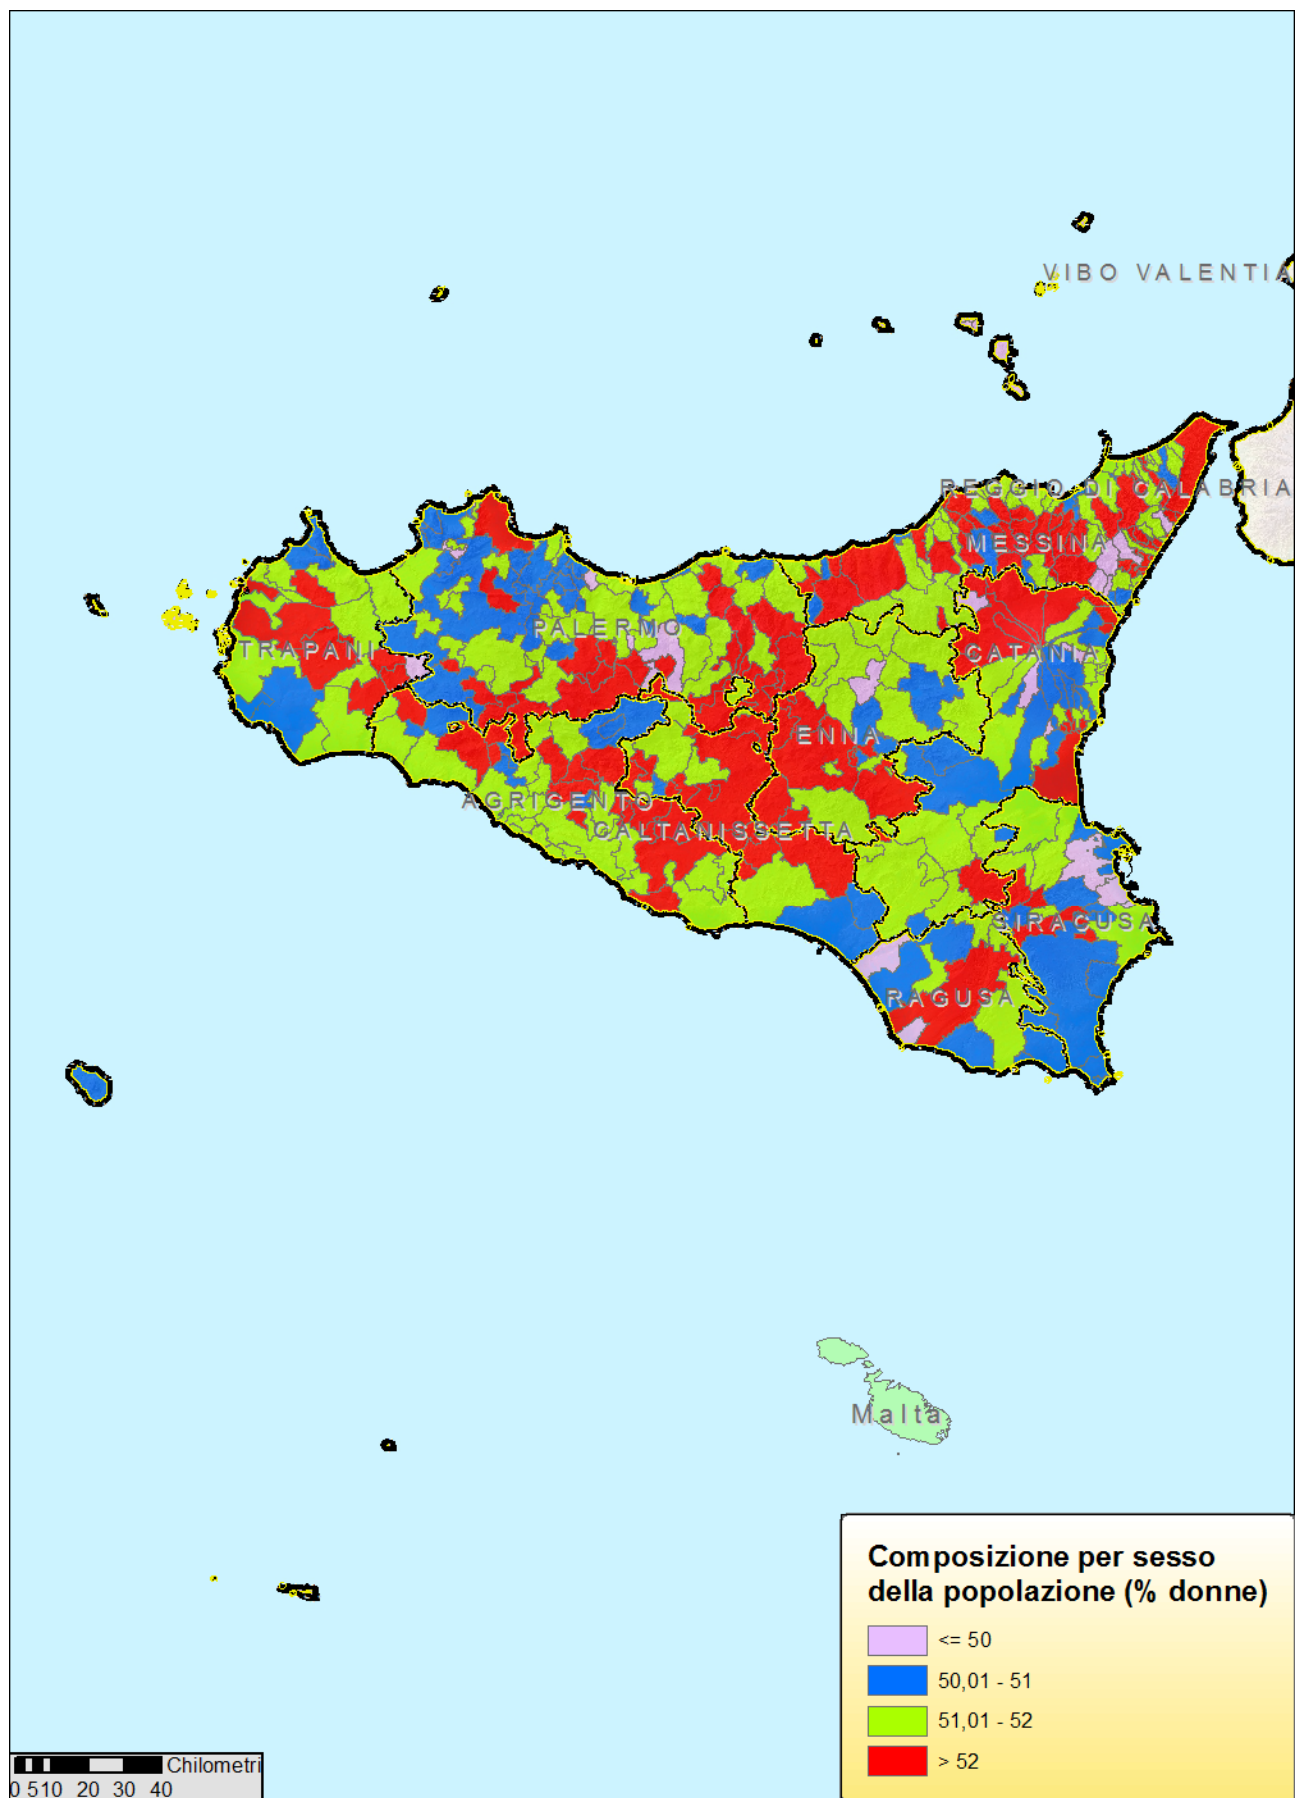 VIBO VALENTIA
REGGIO DI CALABRIA
MESSINA
PALERMO
TRAPANI
CATANIA
ENNA
AGRIGENTO
CALTANISSETTA
SIRACUSA
RAGUSA
Malta
Composizione per sesso
della popolazione (% donne)
<= 50
50,01 - 51
51,01 - 52
> 52
Chilometri
0 5 10 20 30 40